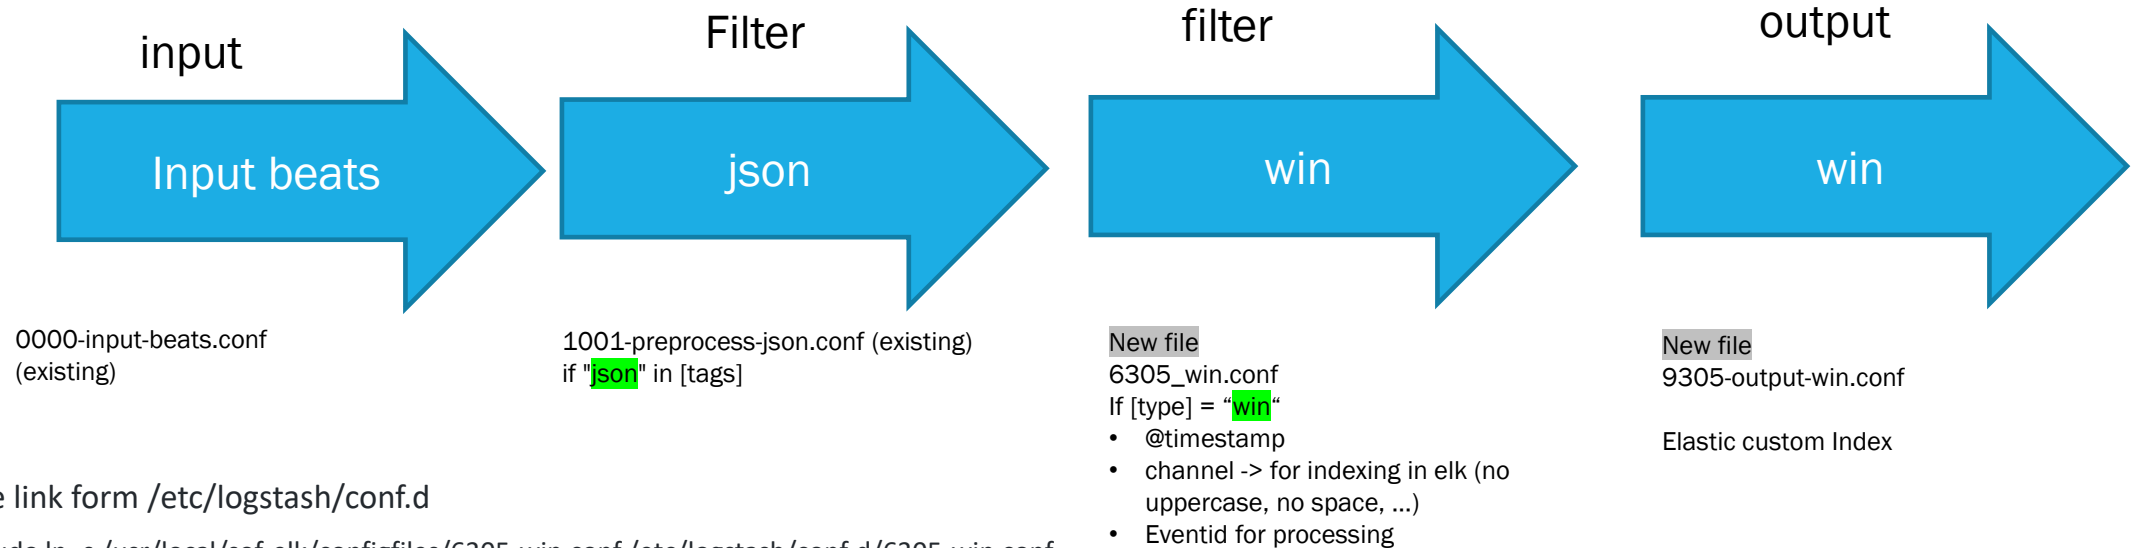 input
Filter
filter
output
Input beats
json
win
win
0000-input-beats.conf
(existing)
1001-preprocess-json.conf (existing)
if "json" in [tags]
New file
6305_win.conf
If [type] = “win“
• @timestamp
• channel -> for indexing in elk (no
uppercase, no space, ...)
• Eventid for processing
New file
9305-output-win.conf
Elastic custom Index
link form /etc/logstash/conf.d